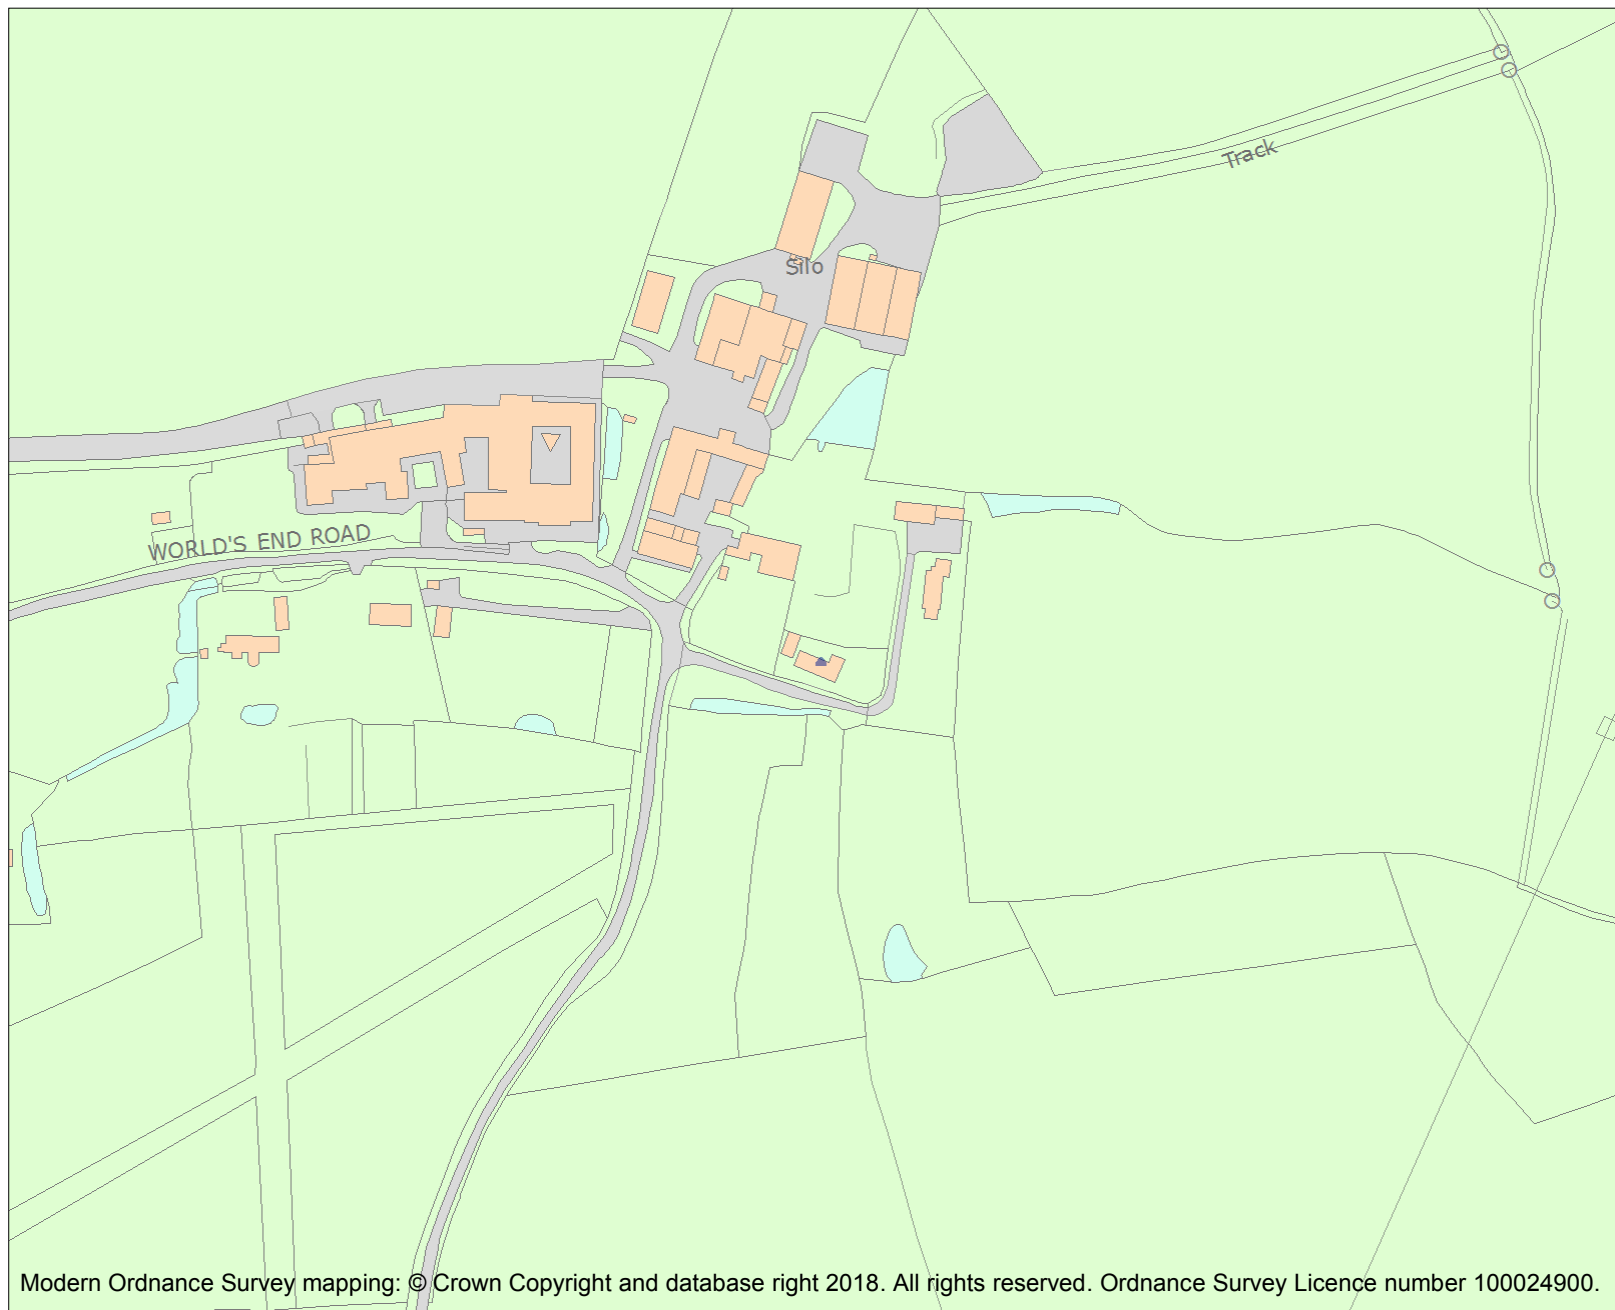 Track
Silo
WORLD'S END ROAD
Modern Ordnance Survey mapping: © Crown Copyright and database right 2018. All rights reserved. Ordnance Survey Licence number 100024900.